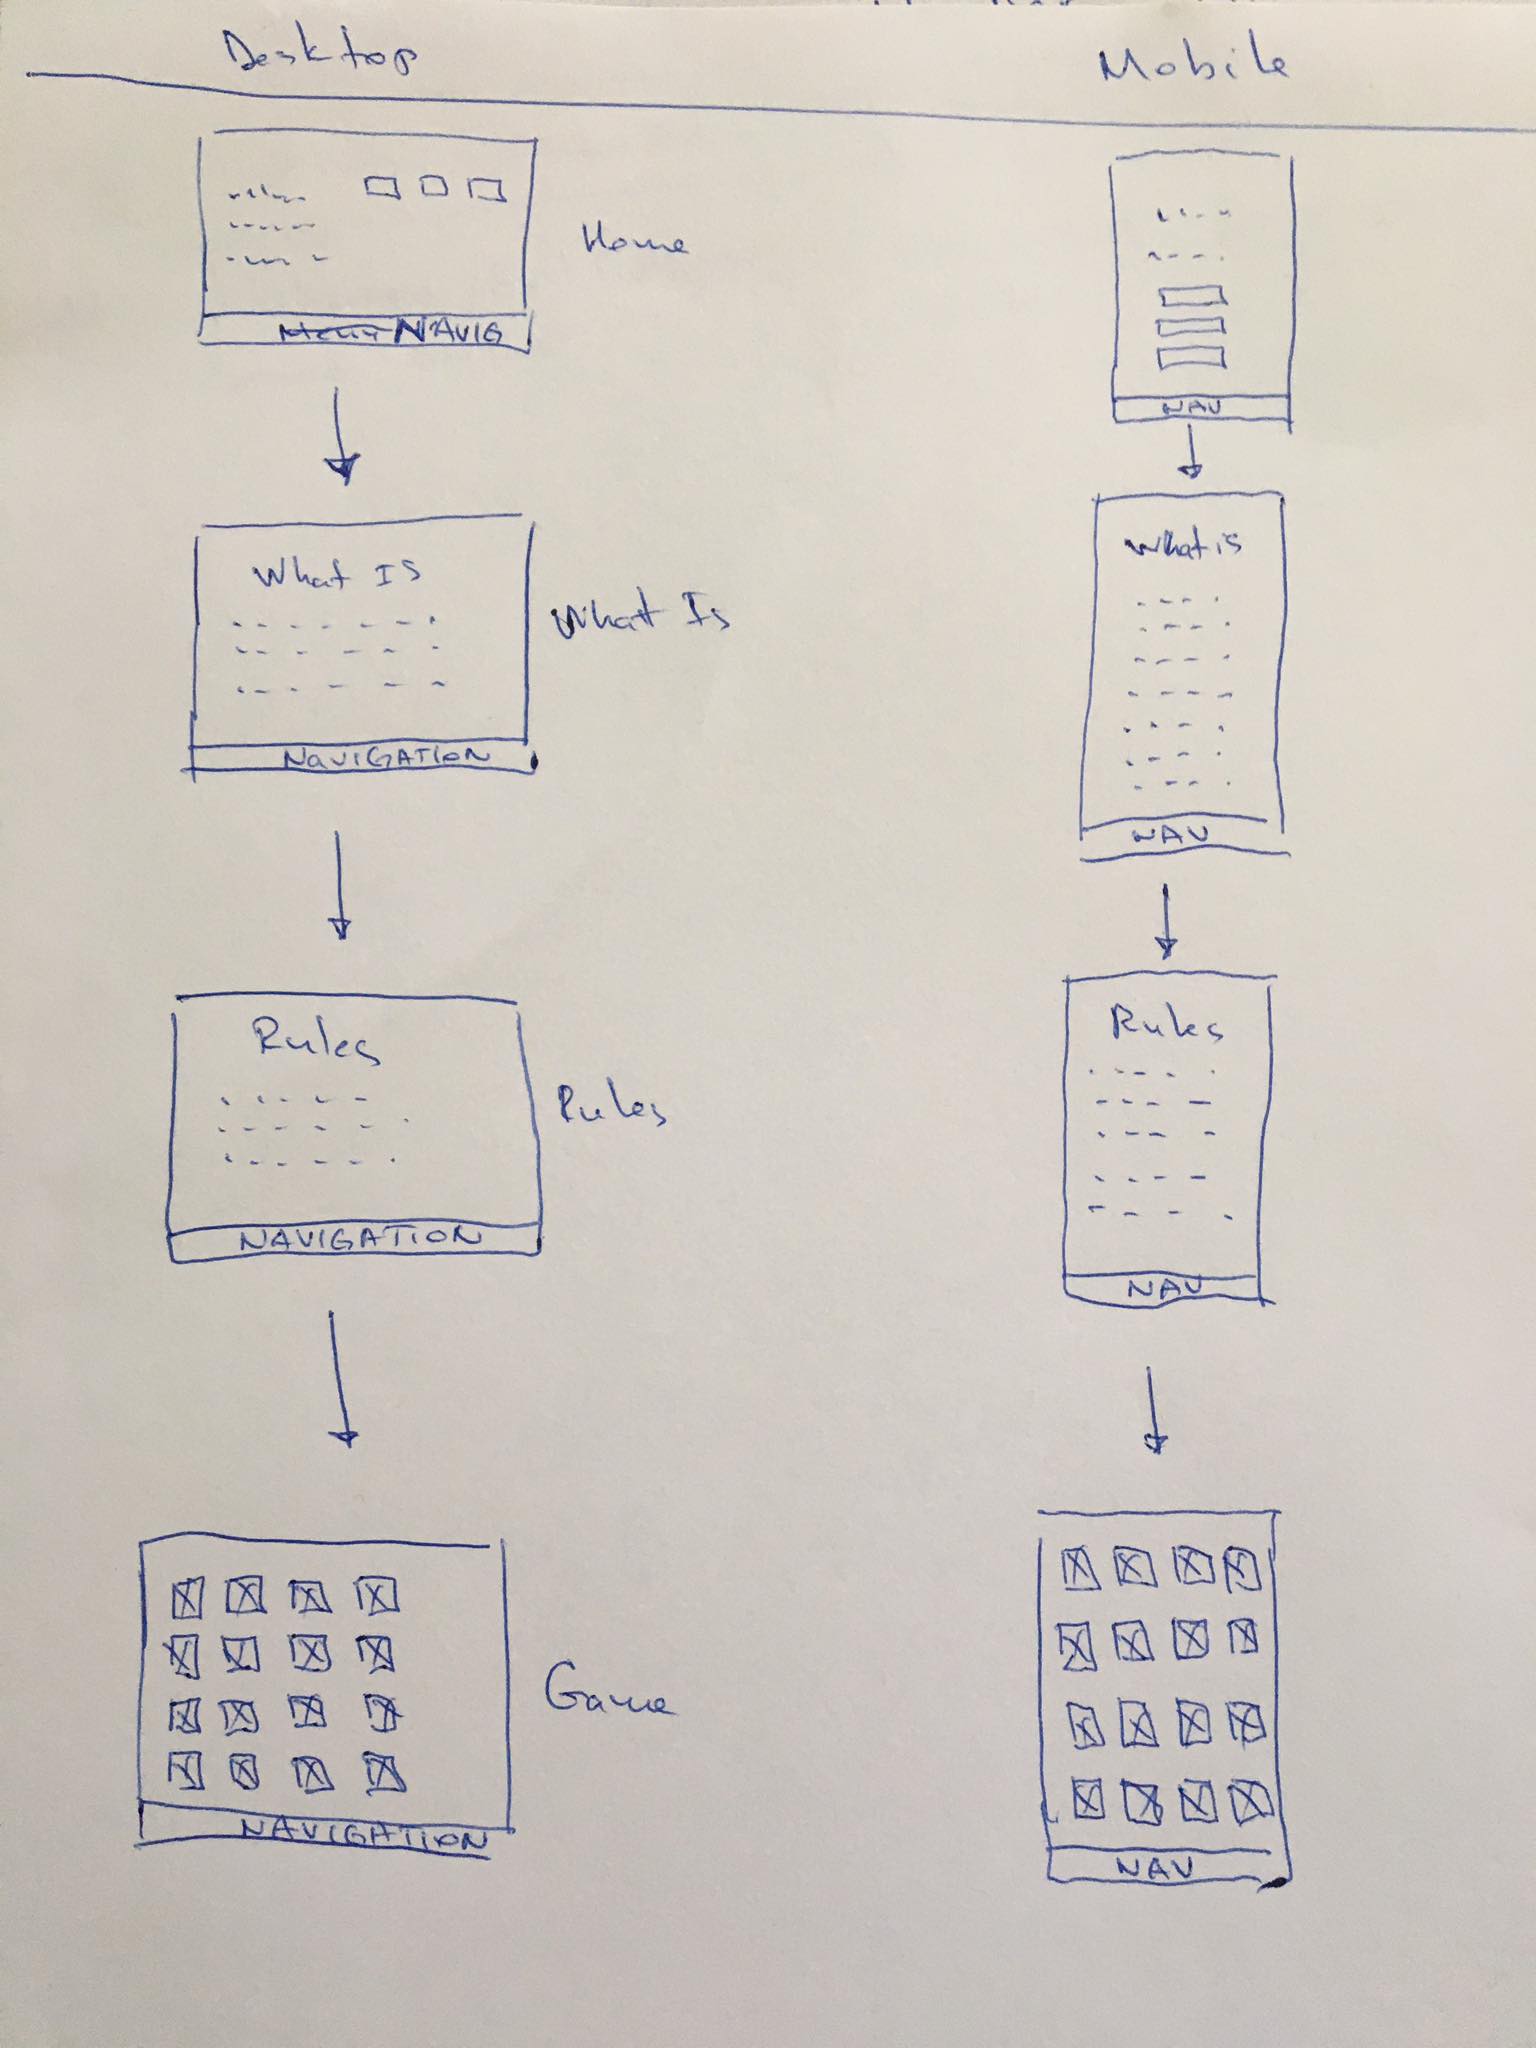 Desktop
Mobile
Home
Menu NAVIG
NAV
What IS
What Is
What is
NAVIGATION
NAV
Rules
Rules
Rules
NAVIGATION
NAV
Game
NAVIGATION
NAV